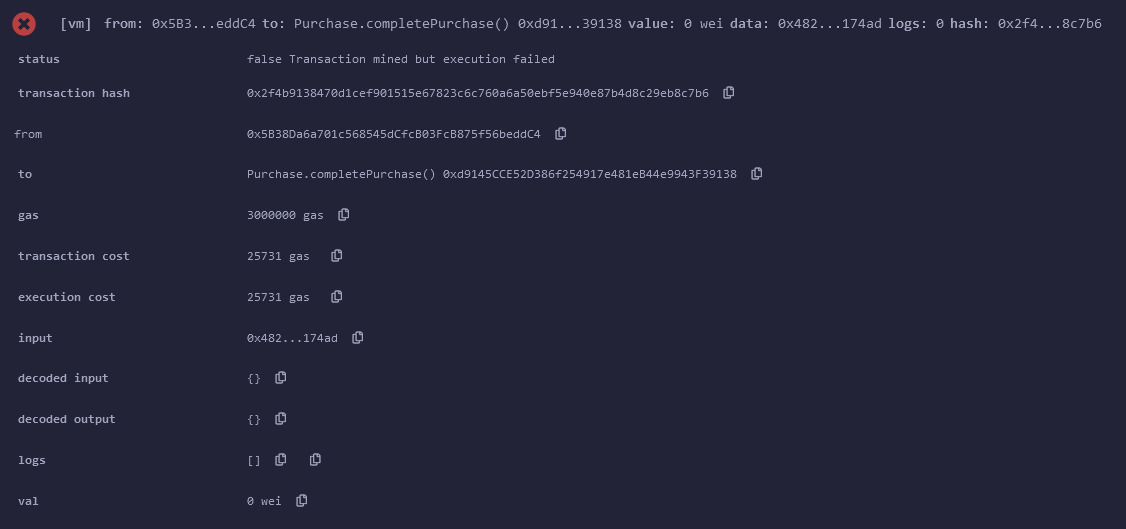 [vm] from: 0x5B3...eddC4 to: Purchase.completePurchase() 0xd91...39138 value: 0 wei data: 0x482...174ad logs: 0 hash: 0x2f4...8c7b6
status false Transaction mined but execution failed
transaction hash 0x2f4b9138470d1cef901515e67823c6c760a6a50ebf5e940e87b4d8c29eb8c7b6
from 0x5B38Da6a701c568545dCfcB03FcB875f56beddC4
to Purchase.completePurchase() 0xd9145CCE52D386f254917e481eB44e9943F39138
gas 3000000 gas
transaction cost 25731 gas
execution cost 25731 gas
input 0x482...174ad
decoded input {}
decoded output {}
logs []
val 0 wei